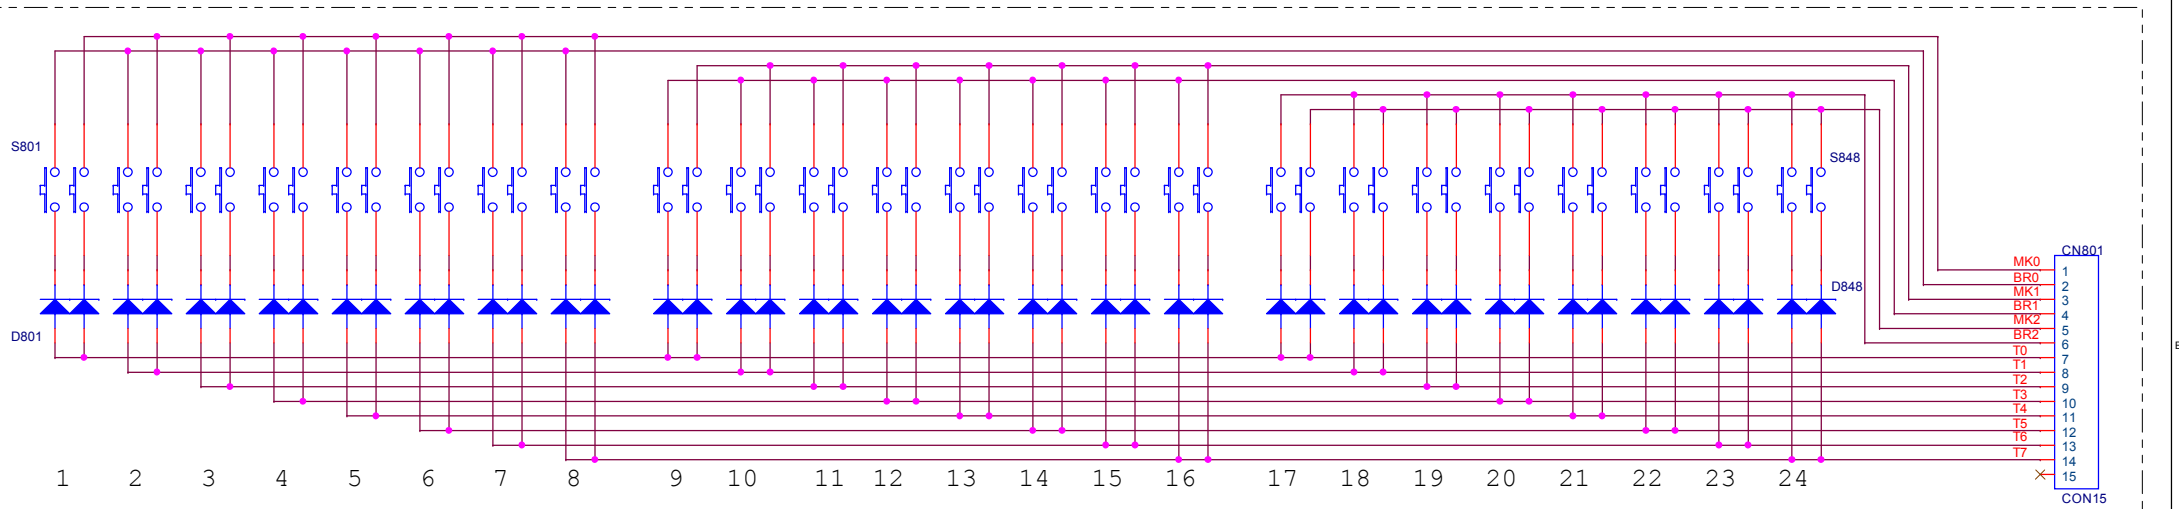 S801
S848
CN801
MK0
1
BR0
2
MK1
3
BR1
4
MK2
5
BR2
6
T0
7
T1
8
T2
9
T3
10
T4
11
T5
12
T6
13
T7
14
15
D848
D801
1 2 3 4 5 6 7 8 9 10 11 12 13 14 15 16 17 18 19 20 21 22 23 24
CON15